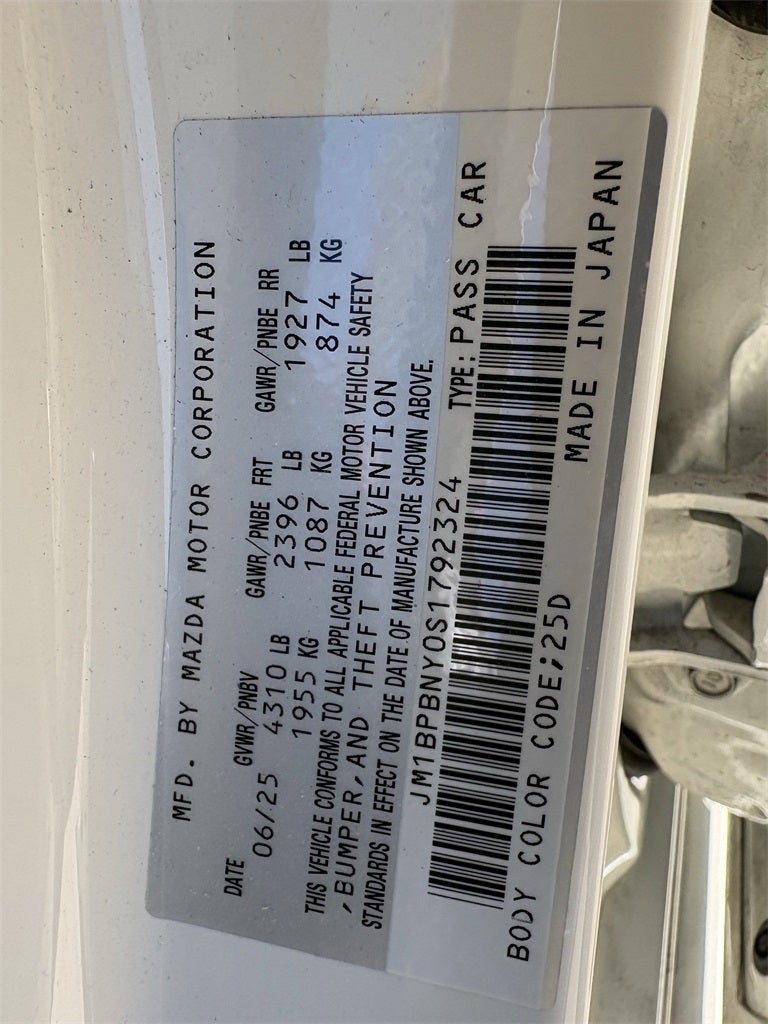 MFD. BY MAZDA MOTOR CORPORATION
DATE GVWR/PNBV GAWR/PNBE FRT GAWR/PNBE RR
06/25 4310 LB 2396 LB 1927 LB
1955 KG 1087 KG 874 KG
THIS VEHICLE CONFORMS TO ALL APPLICABLE FEDERAL MOTOR VEHICLE SAFETY
,BUMPER,AND THEFT PREVENTION
STANDARDS IN EFFECT ON THE DATE OF MANUFACTURE SHOWN ABOVE.
JM1BPBNY0S1792324 TYPE: PASS CAR
BODY COLOR CODE;25D MADE IN JAPAN